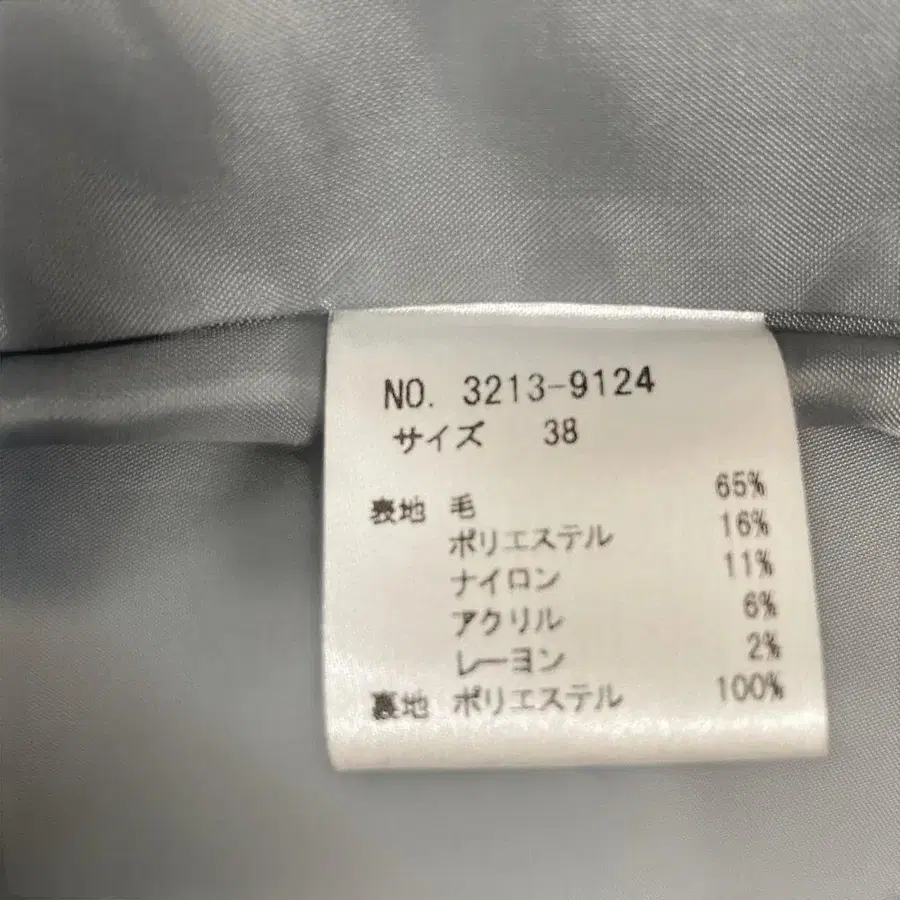 NO. 3213-9124
サイズ 38
表地 毛 65%
ポリエステル 16%
ナイロン 11%
アクリル 6%
レーヨン 2%
裏地 ポリエステル 100%